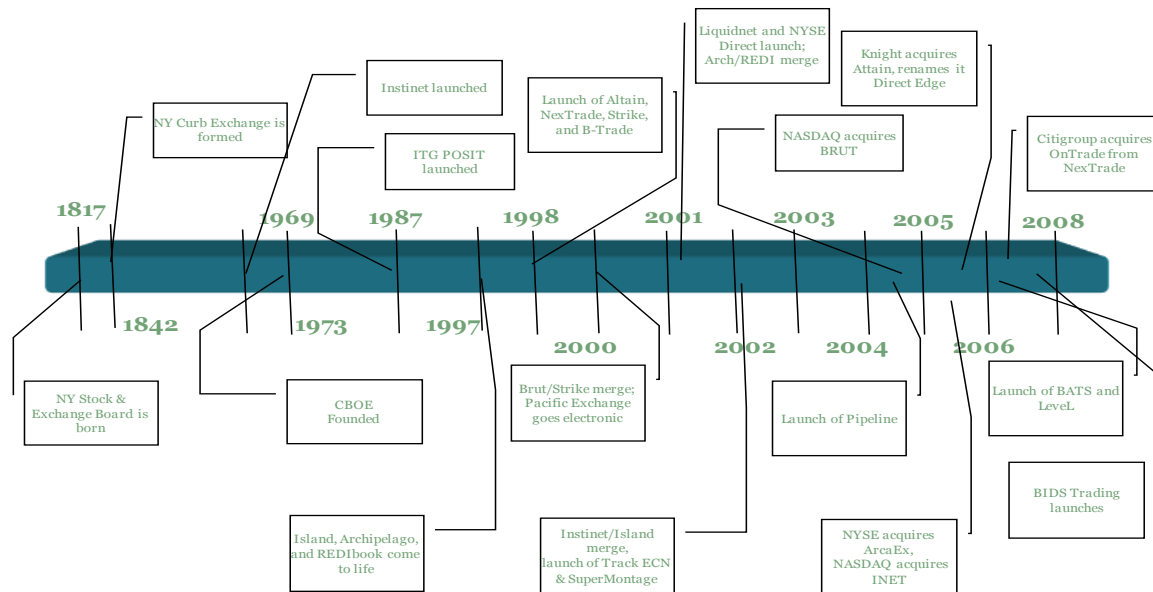 Liquidnet and NYSE
Direct launch;
Arch/REDI merge
Knight acquires
Attain, renames it
Direct Edge
Instinet launched
NY Curb Exchange is
formed
Launch of Altain,
NexTrade, Strike,
and B-Trade
NASDAQ acquires
BRUT
Citigroup acquires
OnTrade from
NexTrade
ITG POSIT
launched
1817
1969
1987
1998
2001
2003
2005
2008
1842
1973
1997
2000
2002
2004
2006
NY Stock &
Exchange Board is
born
CBOE
Founded
Brut/Strike merge;
Pacific Exchange
goes electronic
Launch of Pipeline
Launch of BATS and
LeveL
BIDS Trading
launches
Island, Archipelago,
and REDIbook come
to life
Instinet/Island
merge,
launch of Track ECN
& SuperMontage
NYSE acquires
ArcaEx,
NASDAQ acquires
INET